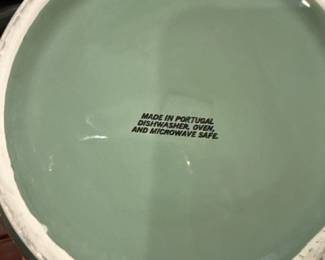 MADE IN PORTUGAL
DISHWASHER, OVEN,
AND MICROWAVE SAFE.